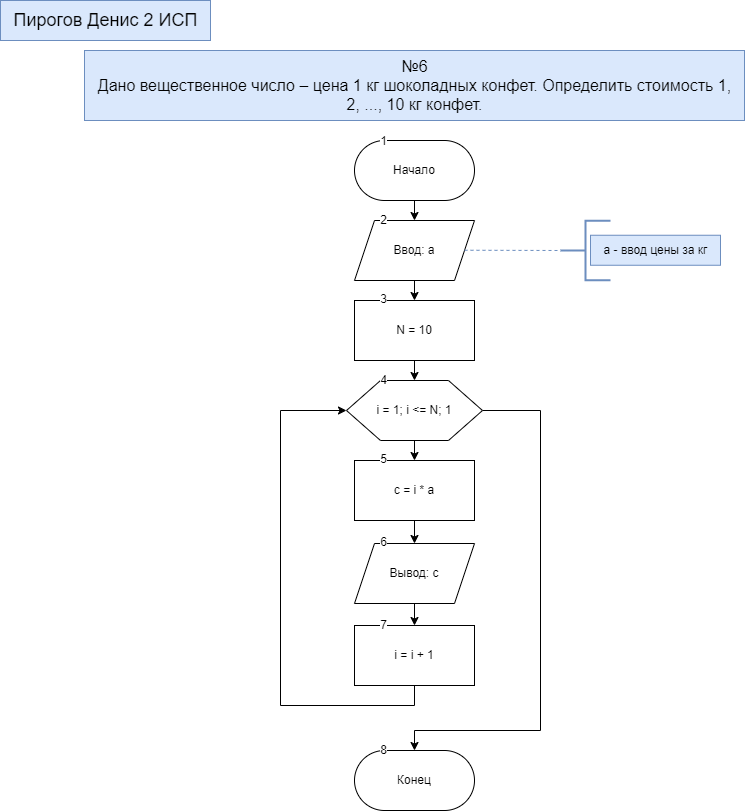 Пирогов Денис 2 ИСП
№6
Дано вещественное число – цена 1 кг шоколадных конфет. Определить стоимость 1,
2, ..., 10 кг конфет.
1
Начало
2
Ввод: a
a - ввод цены за кг
3
N = 10
4
i = 1; i <= N; 1
5
c = i * a
6
Вывод: c
7
i = i + 1
8
Конец